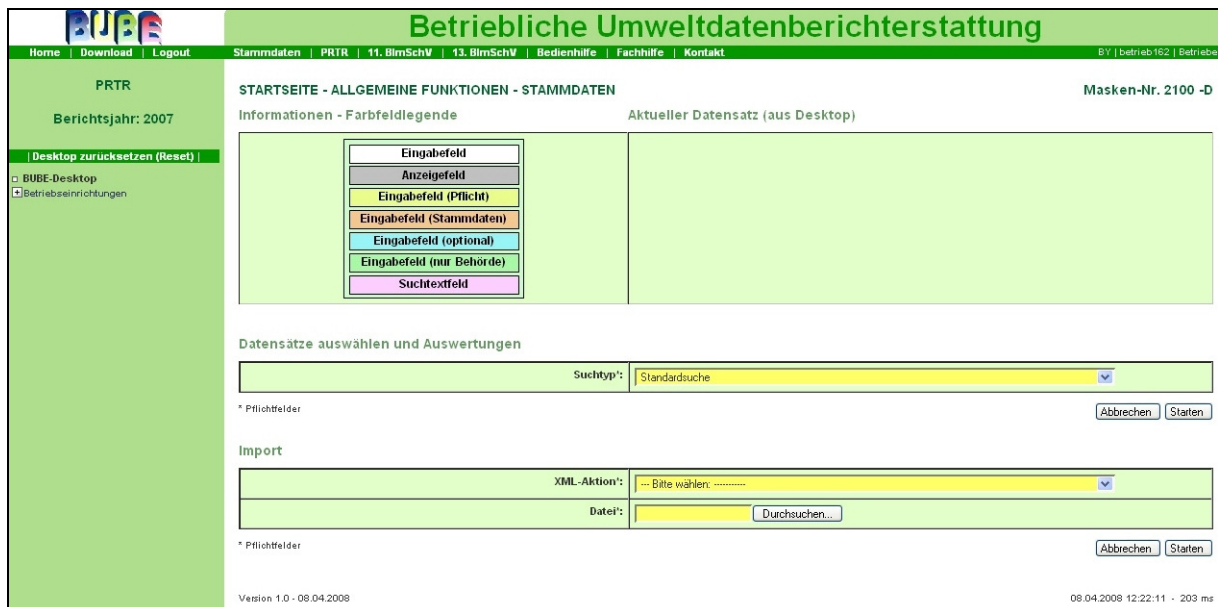 BUBE
Betriebliche Umweltdatenberichterstattung
Home | Download | Logout
Stammdaten | PRTR | 11. BImSchV | 13. BImSchV | Bedienhilfe | Fachhilfe | Kontakt
BY | betrieb162 | Betriebe
PRTR
Berichtsjahr: 2007
| Desktop zurücksetzen (Reset) |
BUBE-Desktop
Betriebseinrichtungen
STARTSEITE - ALLGEMEINE FUNKTIONEN - STAMMDATEN
Masken-Nr. 2100 -D
Informationen - Farbfeldlegende
Aktueller Datensatz (aus Desktop)
Eingabefeld
Anzeigefeld
Eingabefeld (Pflicht)
Eingabefeld (Stammdaten)
Eingabefeld (optional)
Eingabefeld (nur Behörde)
Suchtextfeld
Datensätze auswählen und Auswertungen
Suchtyp*: Standardsuche
* Pflichtfelder
Abbrechen Starten
Import
XML-Aktion*: --- Bitte wählen: -----------
Datei*: Durchsuchen...
* Pflichtfelder
Abbrechen Starten
Version 1.0 - 08.04.2008
08.04.2008 12:22:11 - 203 ms